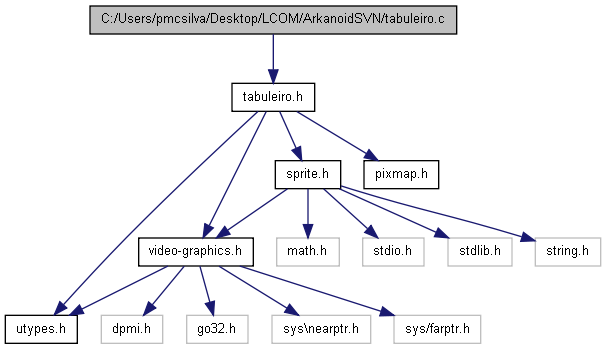 C:/Users/pmcsilva/Desktop/LCOM/ArkanoidSVN/tabuleiro.c
tabuleiro.h
sprite.h
pixmap.h
video-graphics.h
math.h
stdio.h
stdlib.h
string.h
utypes.h
dpmi.h
go32.h
sys\nearptr.h
sys/farptr.h